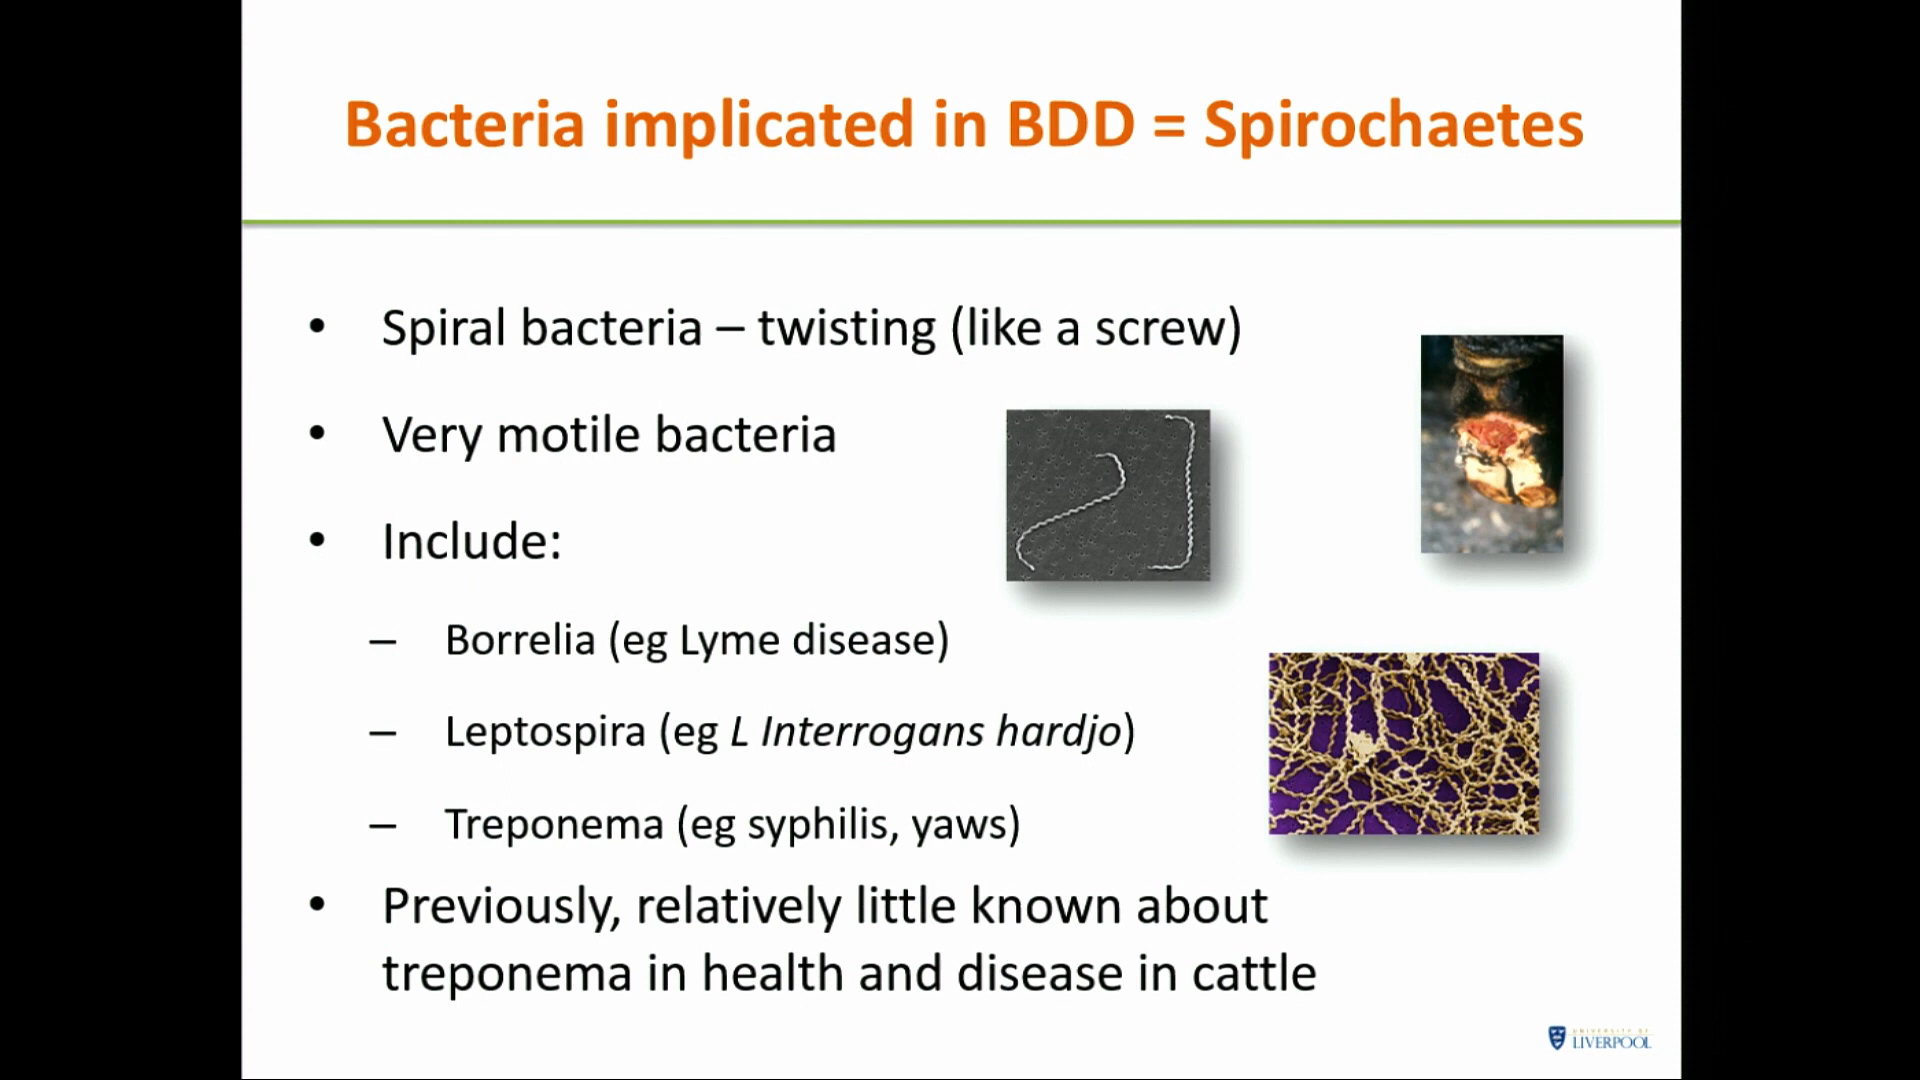 Bacteria implicated in BDD = Spirochaetes
• Spiral bacteria – twisting (like a screw)
• Very motile bacteria
• Include:
– Borrelia (eg Lyme disease)
– Leptospira (eg L Interrogans hardjo)
– Treponema (eg syphilis, yaws)
• Previously, relatively little known about
treponema in health and disease in cattle
UNIVERSITY OF
LIVERPOOL